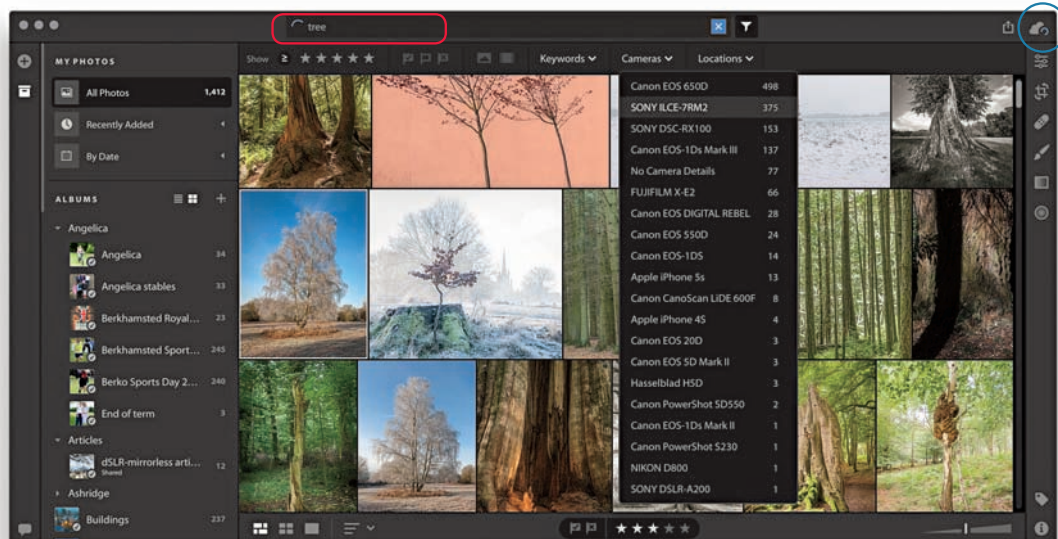 tree
MY PHOTOS
Show ≥ ★ ★ ★ ★ ★ Keywords Cameras Locations
All Photos 1,412
Recently Added
By Date
ALBUMS
Angelica
Angelica 34
Angelica stables 33
Berkhamsted Royal... 23
Berkhamsted Sport... 245
Berko Sports Day 2... 240
End of term 3
Articles
dSLR-mirrorless arti... 12
Shared
Ashridge
Buildings 237
Canon EOS 650D 498
SONY ILCE-7RM2 375
SONY DSC-RX100 153
Canon EOS-1Ds Mark III 137
No Camera Details 77
FUJIFILM X-E2 66
Canon EOS DIGITAL REBEL 28
Canon EOS 550D 24
Canon EOS-1DS 14
Apple iPhone 5s 13
Canon CanoScan LiDE 600F 8
Apple iPhone 4S 4
Canon EOS 20D 3
Canon EOS 5D Mark II 3
Hasselblad H5D 3
Canon PowerShot SD550 2
Canon EOS-1Ds Mark II 1
Canon PowerShot S230 1
NIKON D800 1
SONY DSLR-A200 1